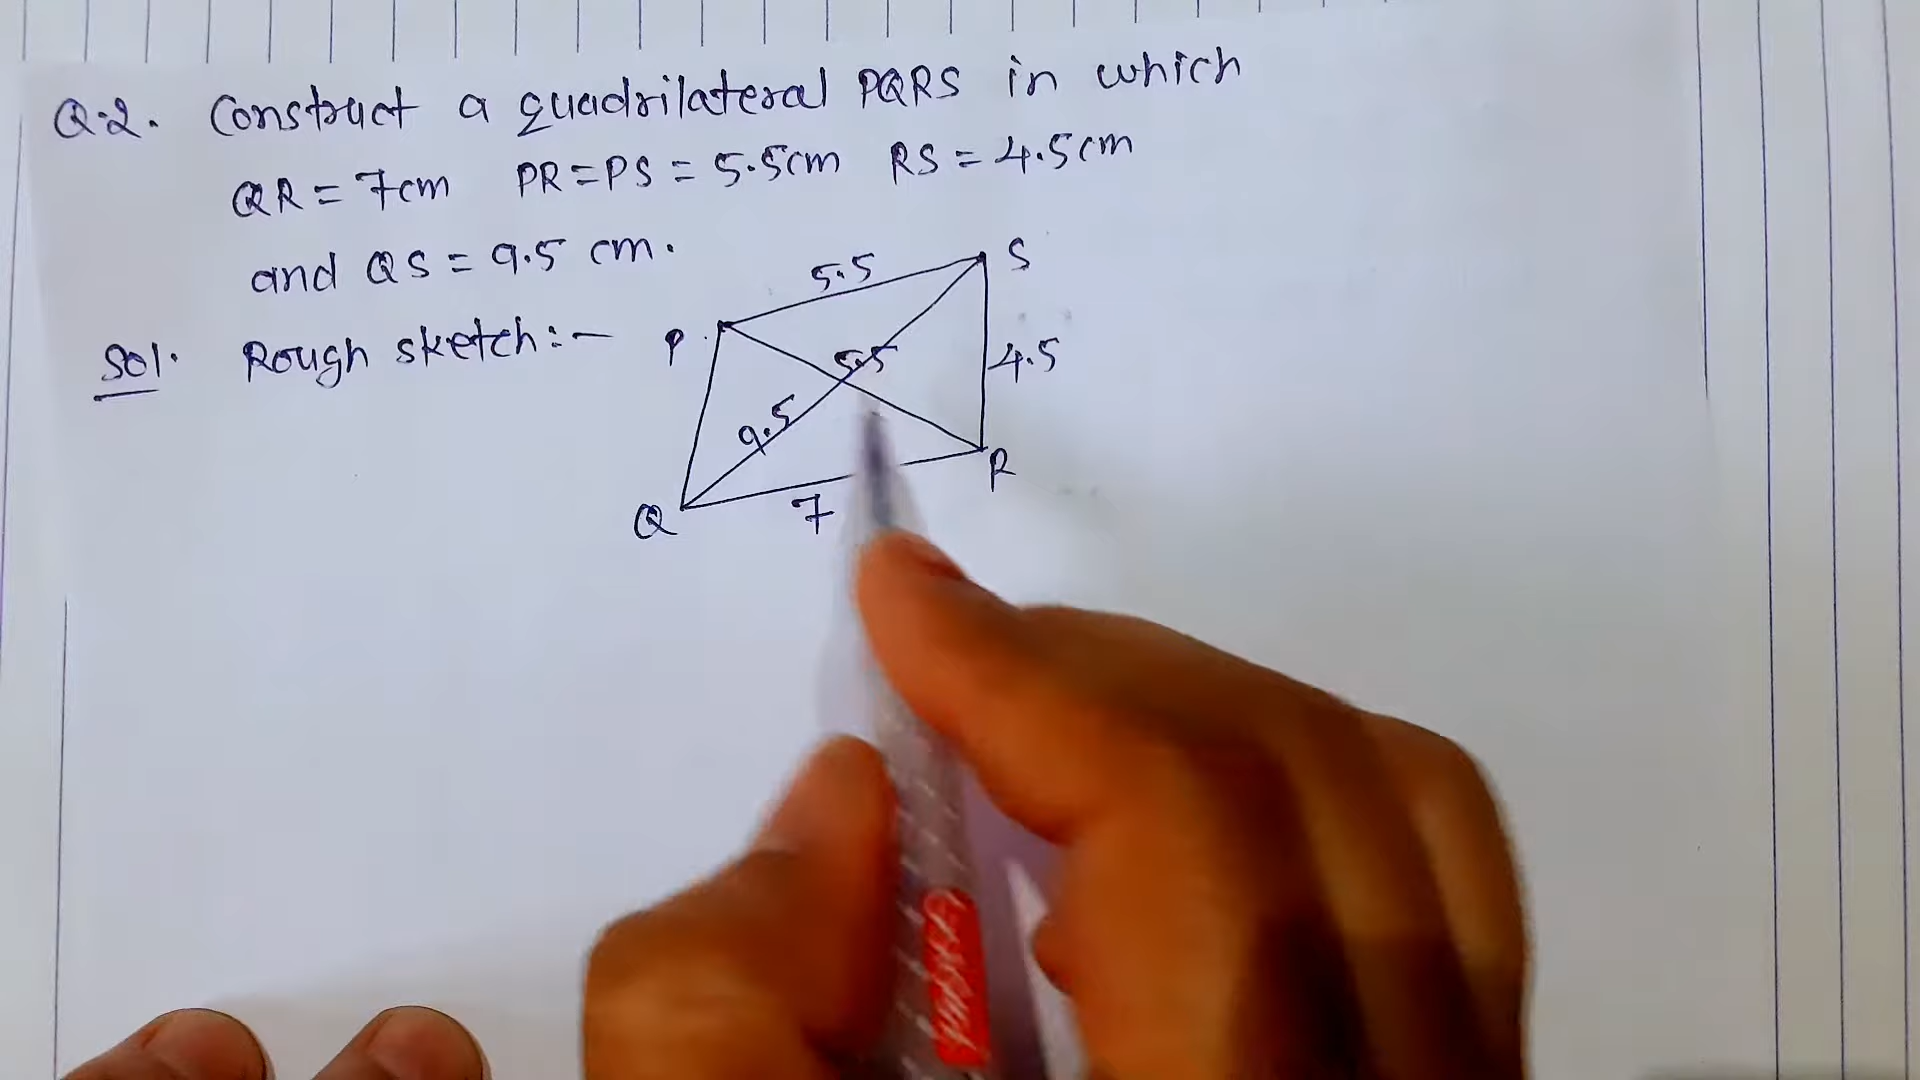 Q.2. Construct a quadrilateral PQRS in which
QR = 7cm PR = PS = 5.5cm RS = 4.5cm
and QS = 9.5 cm.
Sol. Rough sketch:-
P
5.5
S
5.5
4.5
9.5
R
Q
7